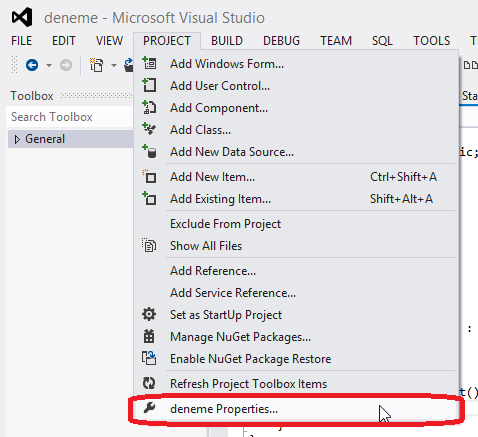 deneme - Microsoft Visual Studio
FILE EDIT VIEW PROJECT BUILD DEBUG TEAM SQL TOOLS T
Toolbox
Search Toolbox
General
Add Windows Form...
Add User Control...
Add Component...
Add Class...
Add New Data Source...
Add New Item... Ctrl+Shift+A
Add Existing Item... Shift+Alt+A
Exclude From Project
Show All Files
Add Reference...
Add Service Reference...
Set as StartUp Project
Manage NuGet Packages...
Enable NuGet Package Restore
Refresh Project Toolbox Items
deneme Properties...
Sta
ic;
:
t()
}